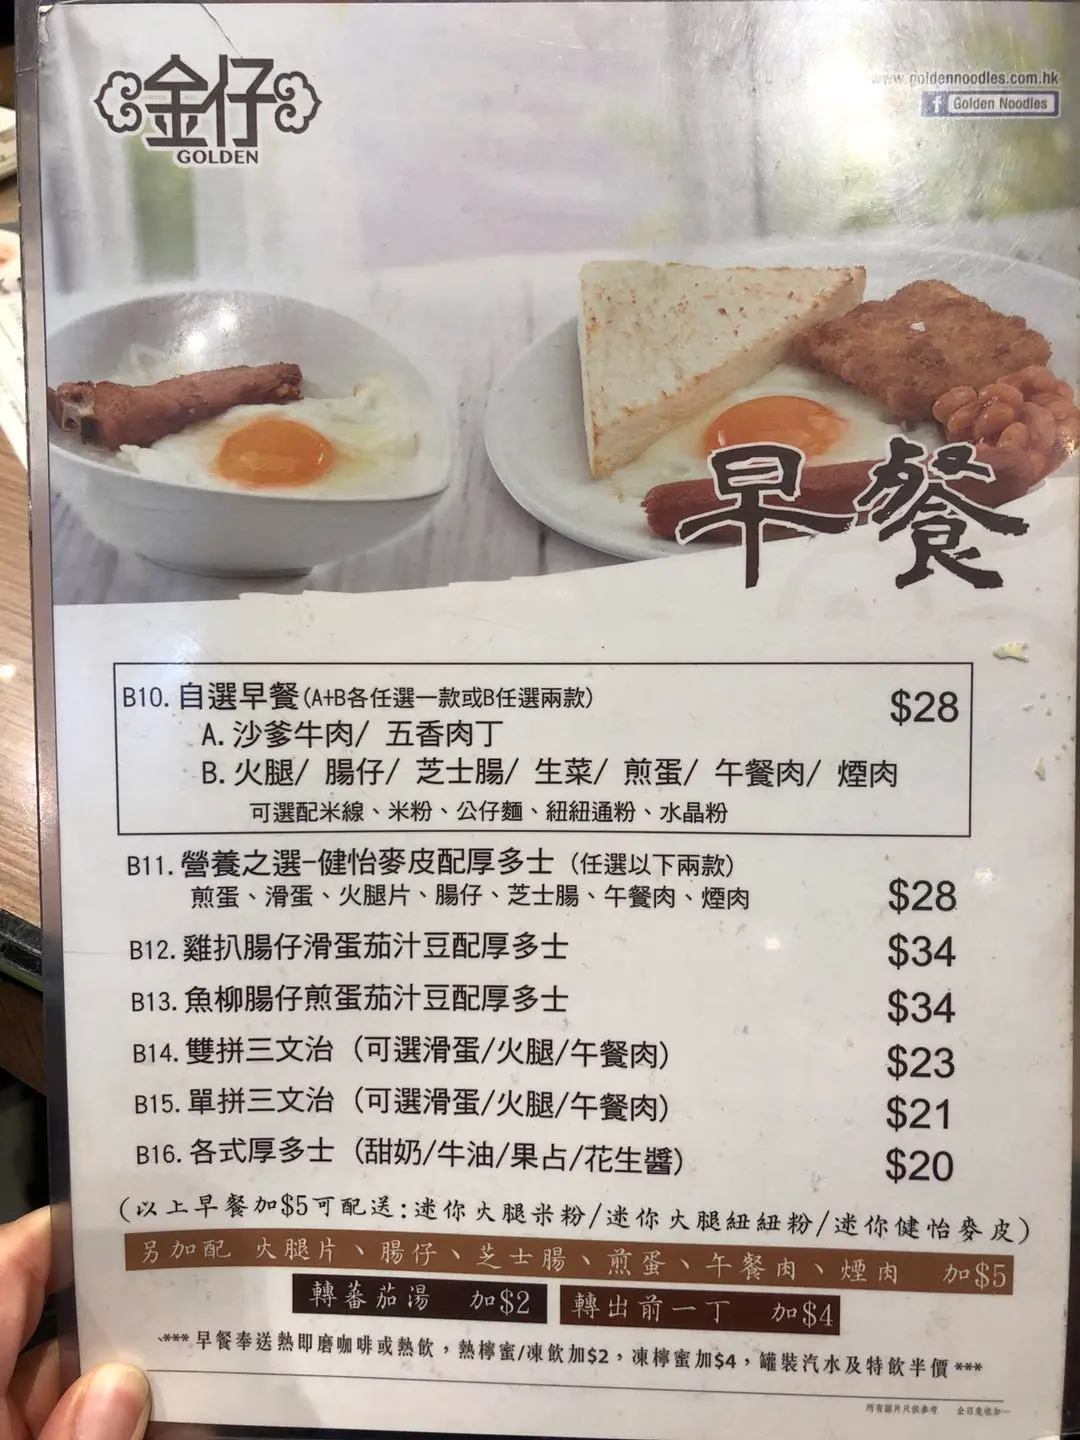 金仔
GOLDEN
www.goldennoodles.com.hk
f Golden Noodles
早餐
B10. 自選早餐(A+B各任選一款或B任選兩款) $28
A. 沙爹牛肉/ 五香肉丁
B. 火腿/ 腸仔/ 芝士腸/ 生菜/ 煎蛋/ 午餐肉/ 煙肉
可選配米線、米粉、公仔麵、紐紐通粉、水晶粉
B11. 營養之選-健怡麥皮配厚多士 (任選以下兩款)
煎蛋、滑蛋、火腿片、腸仔、芝士腸、午餐肉、煙肉 $28
B12. 雞扒腸仔滑蛋茄汁豆配厚多士 $34
B13. 魚柳腸仔煎蛋茄汁豆配厚多士 $34
B14. 雙拼三文治 (可選滑蛋/火腿/午餐肉) $23
B15. 單拼三文治 (可選滑蛋/火腿/午餐肉) $21
B16. 各式厚多士 (甜奶/牛油/果占/花生醬) $20
(以上早餐加$5可配送:迷你火腿米粉/迷你火腿紐紐粉/迷你健怡麥皮)
另加配 火腿片、腸仔、芝士腸、煎蛋、午餐肉、煙肉 加$5
轉蕃茄湯 加$2 轉出前一丁 加$4
*** 早餐奉送熱即磨咖啡或熱飲，熱檸蜜/凍飲加$2，凍檸蜜加$4，罐裝汽水及特飲半價 ***
所有圖片只供參考 全日免收加一